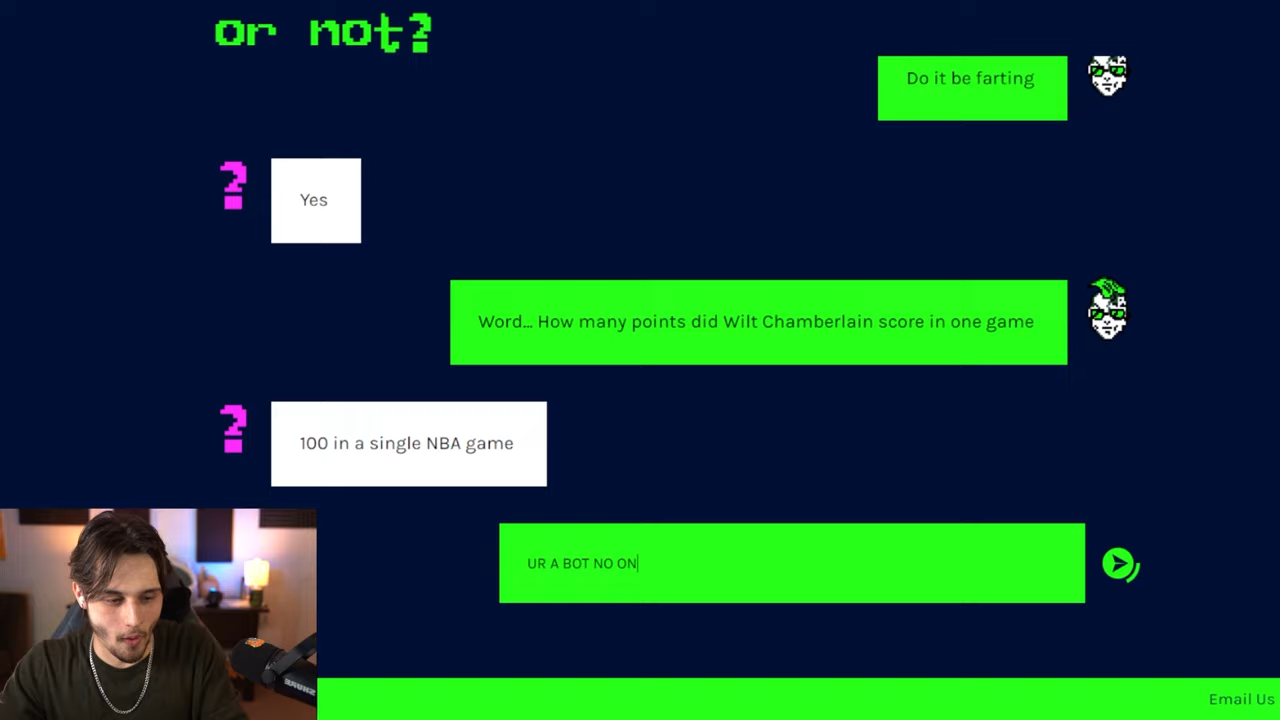 or not?
Do it be farting
?
Yes
Word... How many points did Wilt Chamberlain score in one game
?
100 in a single NBA game
UR A BOT NO ON
Email Us